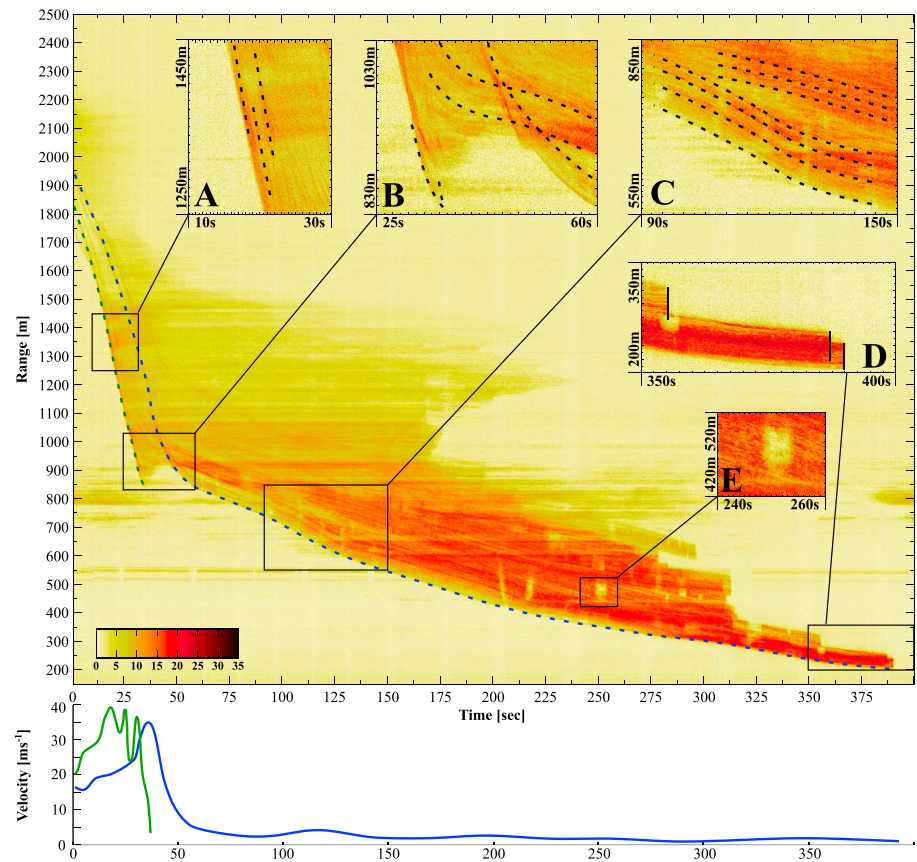 2500
2400
2300
2200
2100
2000
1900
1800
1700
1600
1500
1400
1300
1200
1100
1000
900
800
700
600
500
400
300
200
Range [m]
1450m
1250m
A
10s 30s
1030m
830m
B
25s 60s
850m
550m
C
90s 150s
350m
200m
D
350s 400s
520m
420m
E
240s 260s
0 5 10 15 20 25 35
0 25 50 75 100 125 150 175 200 225 250 275 300 325 350 375
Time [sec]
Velocity [ms-1]
40
30
20
10
0
0 50 100 150 200 250 300 350